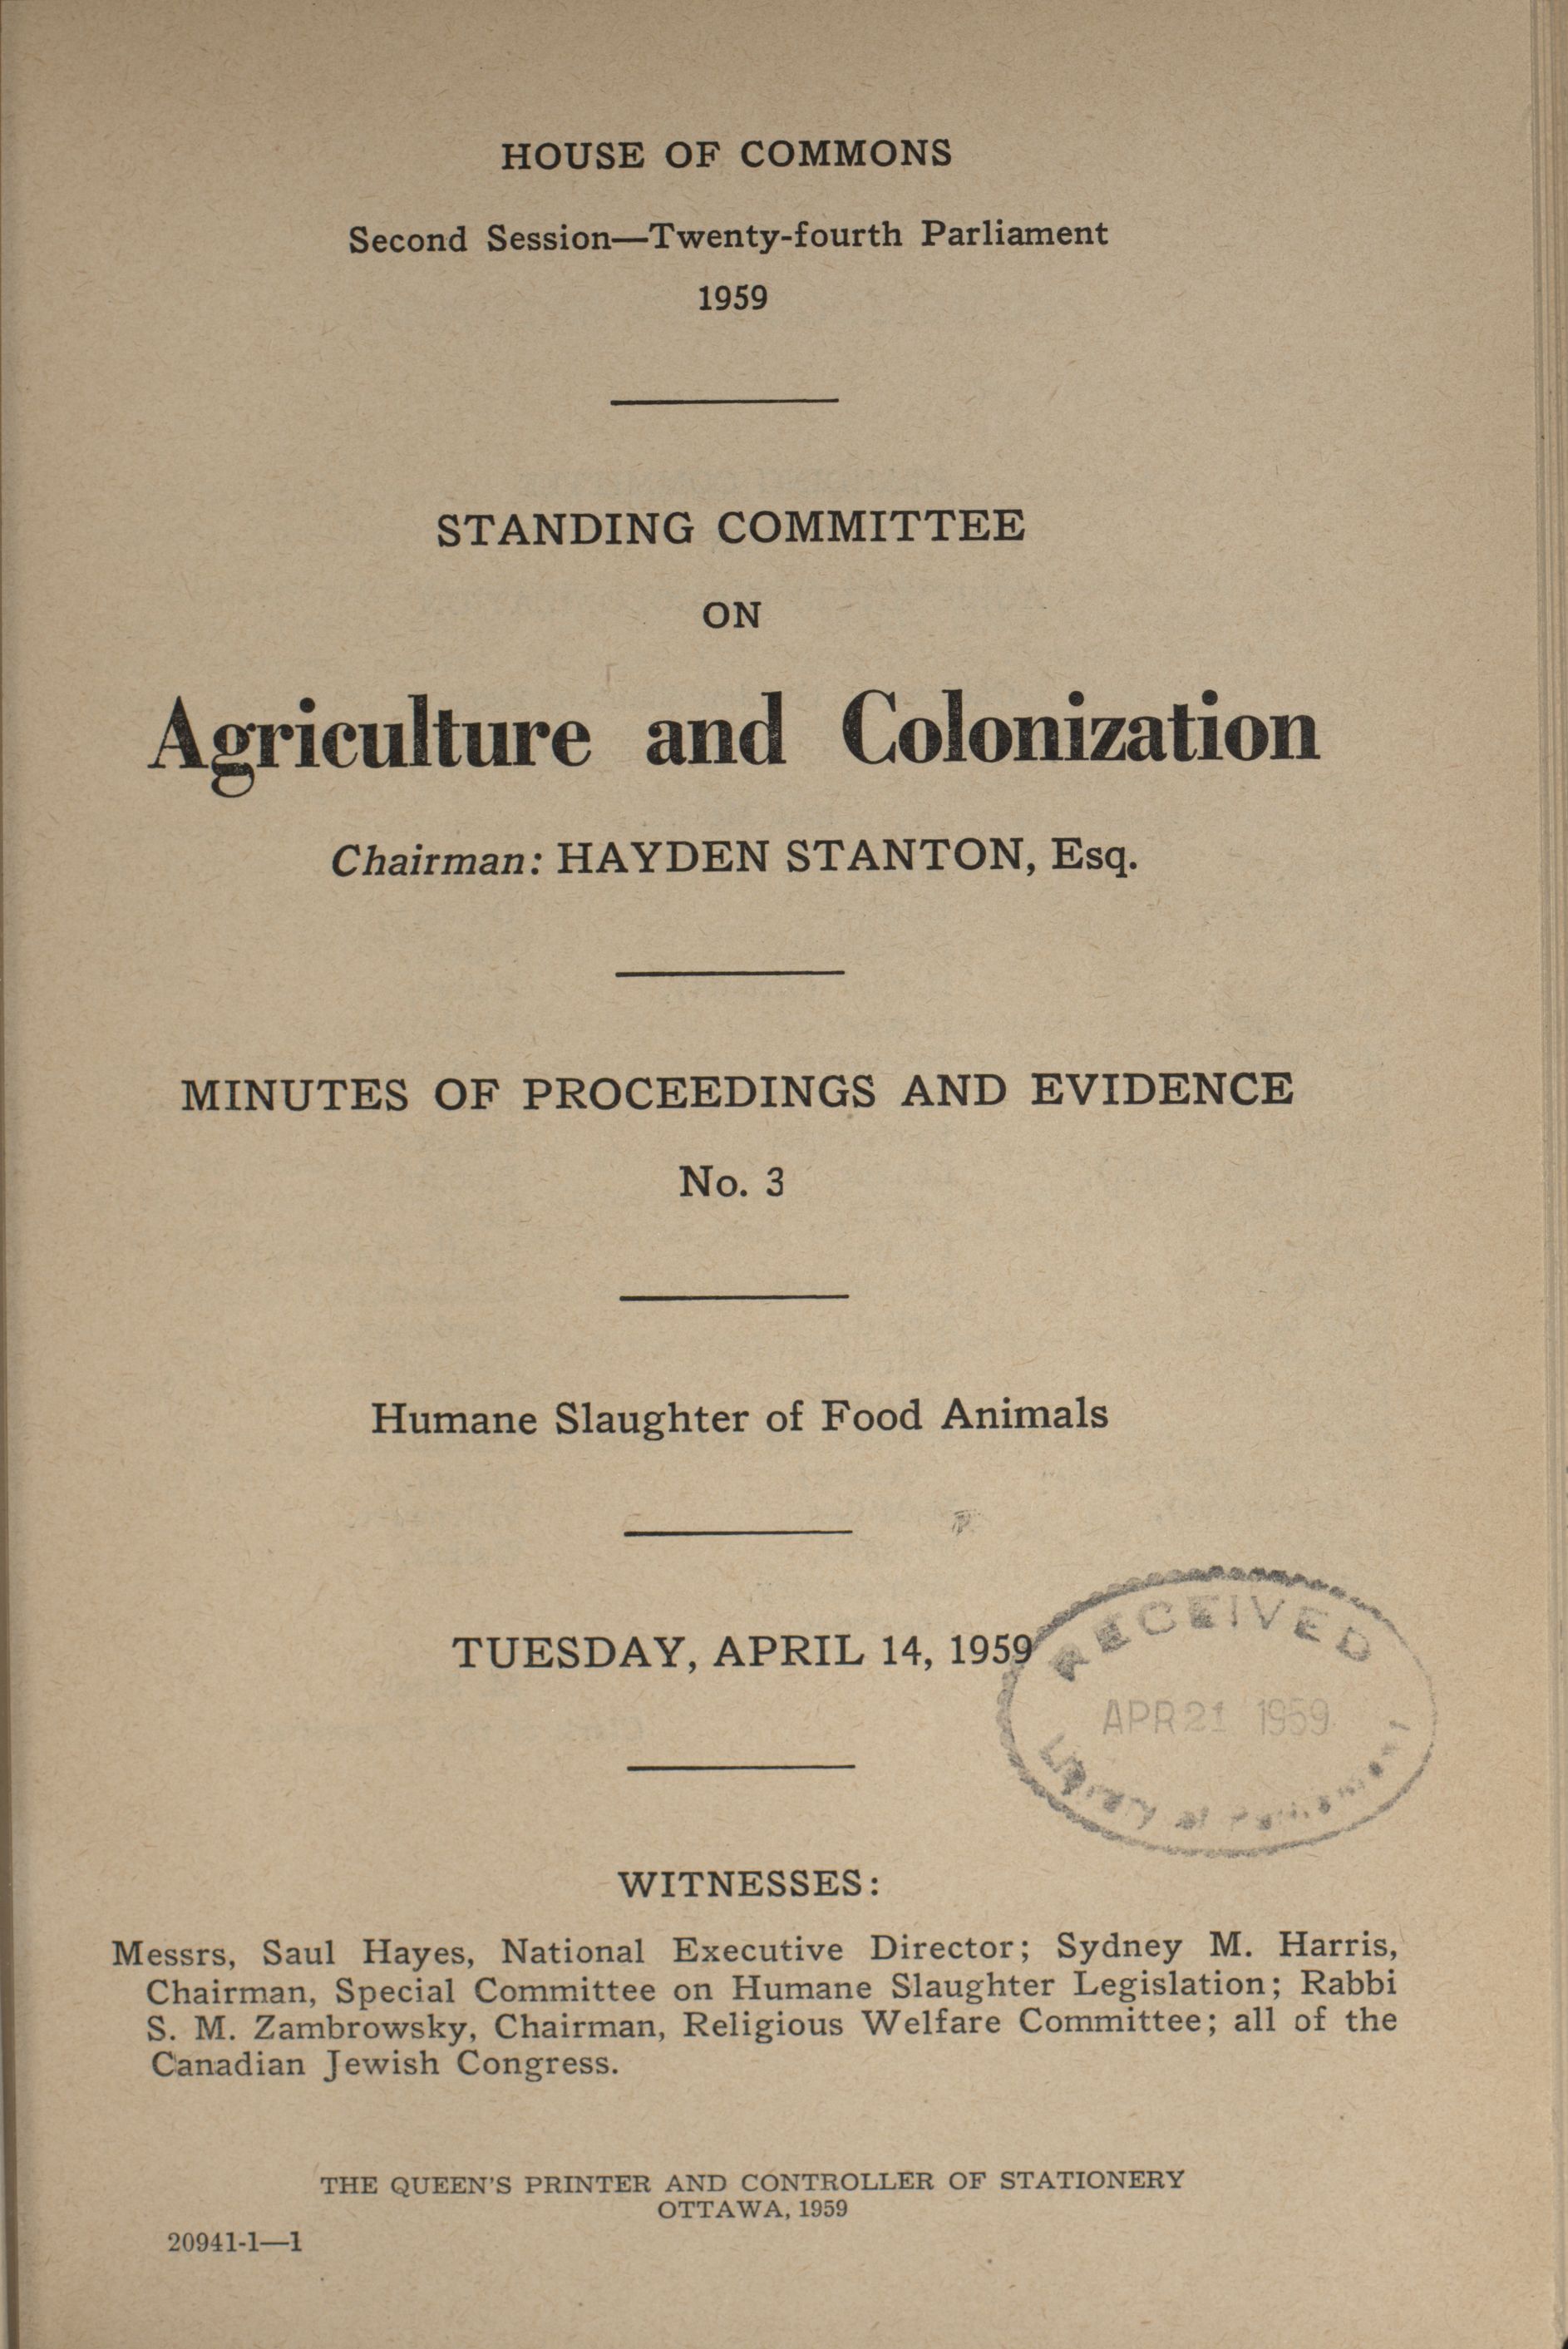 HOUSE OF COMMONS
Second Session—Twenty-fourth Parliament
1959
STANDING COMMITTEE
ON
Agriculture and Colonization
Chairman: HAYDEN STANTON, Esq.
MINUTES OF PROCEEDINGS AND EVIDENCE
No. 3
Humane Slaughter of Food Animals
TUESDAY, APRIL 14, 1959
RECEIVED
APR 21 1959
Library of Parliament
WITNESSES:
Messrs, Saul Hayes, National Executive Director; Sydney M. Harris,
Chairman, Special Committee on Humane Slaughter Legislation; Rabbi
S. M. Zambrowsky, Chairman, Religious Welfare Committee; all of the
Canadian Jewish Congress.
THE QUEEN'S PRINTER AND CONTROLLER OF STATIONERY
OTTAWA, 1959
20941-1—1